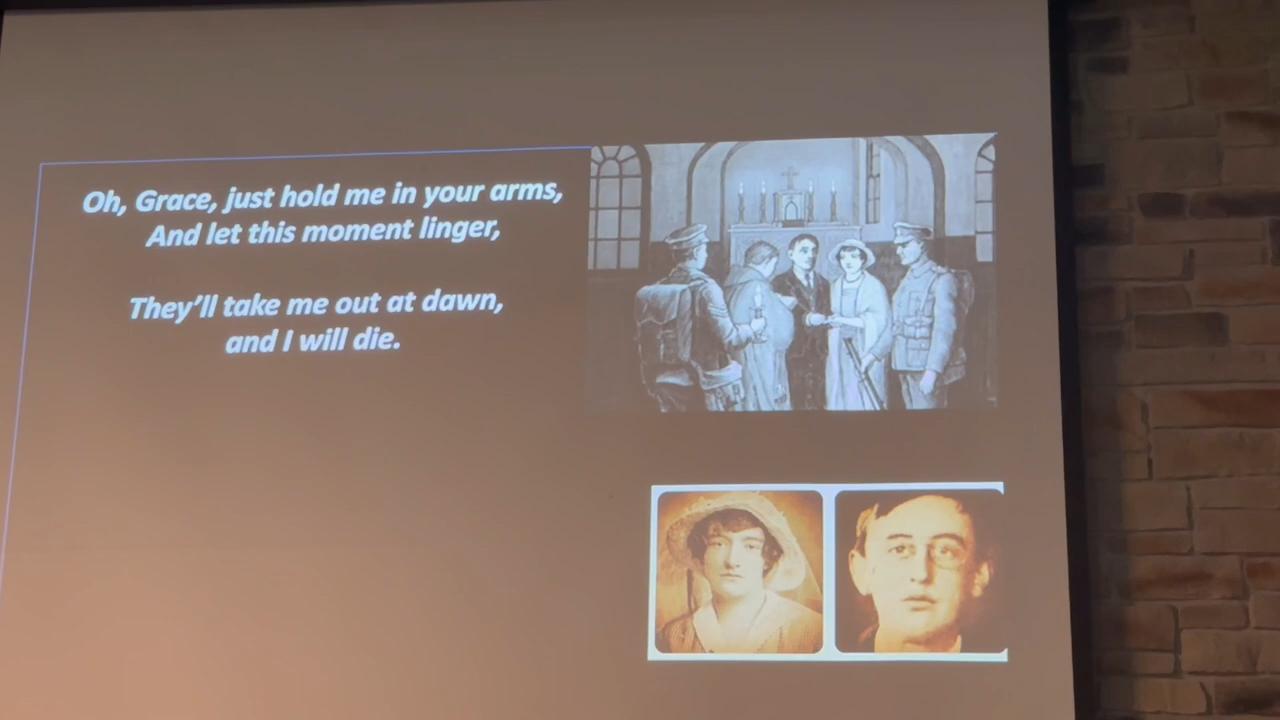 Oh, Grace, just hold me in your arms,
And let this moment linger,
They’ll take me out at dawn,
and I will die.